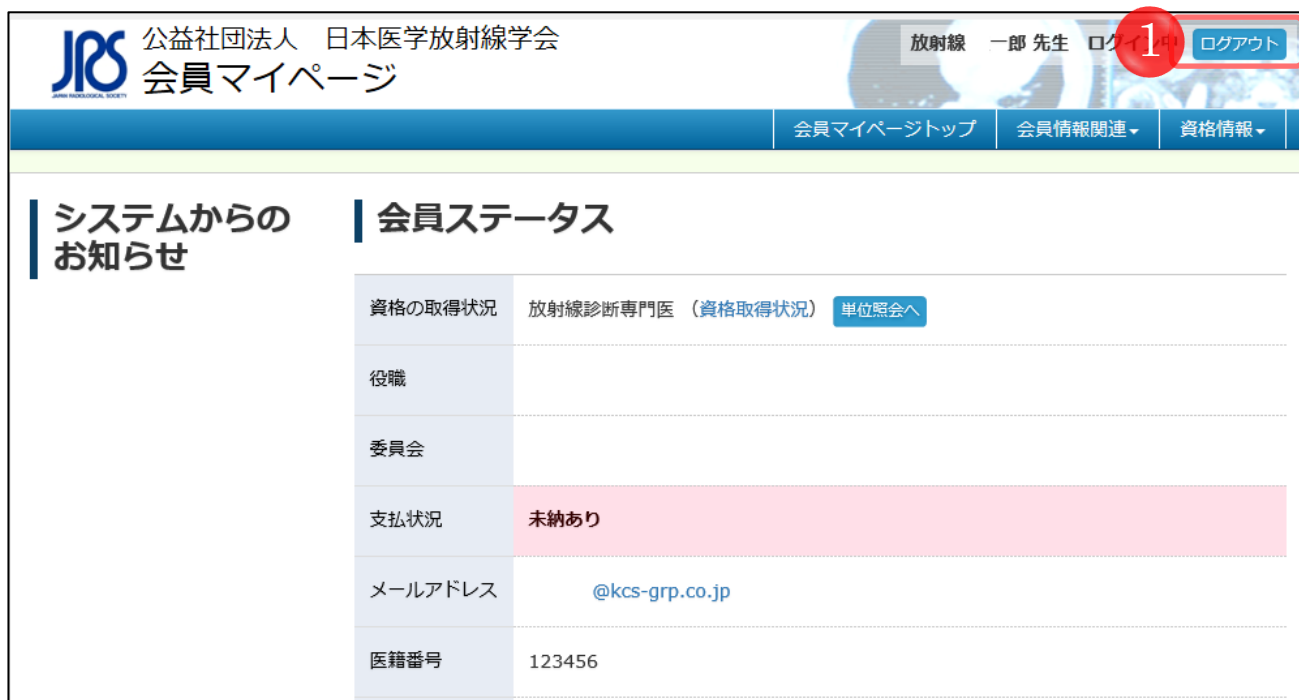 JRS
JAPAN RADIOLOGICAL SOCIETY
公益社団法人 日本医学放射線学会
会員マイページ
放射線 一郎 先生 ログイン中
1
ログアウト
会員マイページトップ
会員情報関連
資格情報
システムからの
お知らせ
会員ステータス
資格の取得状況 放射線診断専門医 (資格取得状況) 単位照会へ
役職
委員会
支払状況 未納あり
メールアドレス @kcs-grp.co.jp
医籍番号 123456